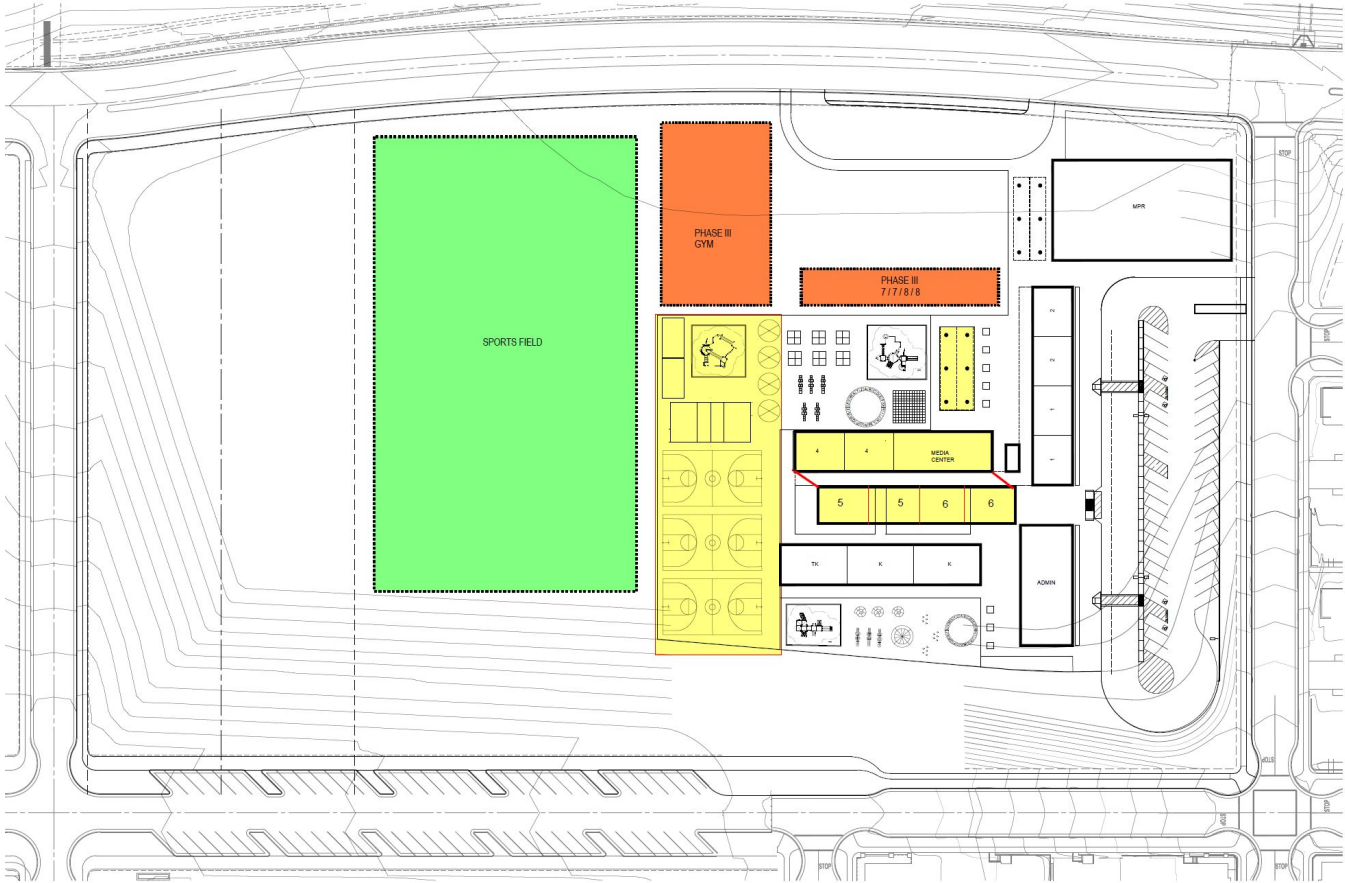 STOP
MPR
PHASE III
GYM
PHASE III
7 / 7 / 8 / 8
2
SPORTS FIELD
STOP
2
1
4
4
MEDIA
CENTER
1
5
5
6
6
TK
K
K
ADMIN
STOP
STOP
STOP
STOP
STOP